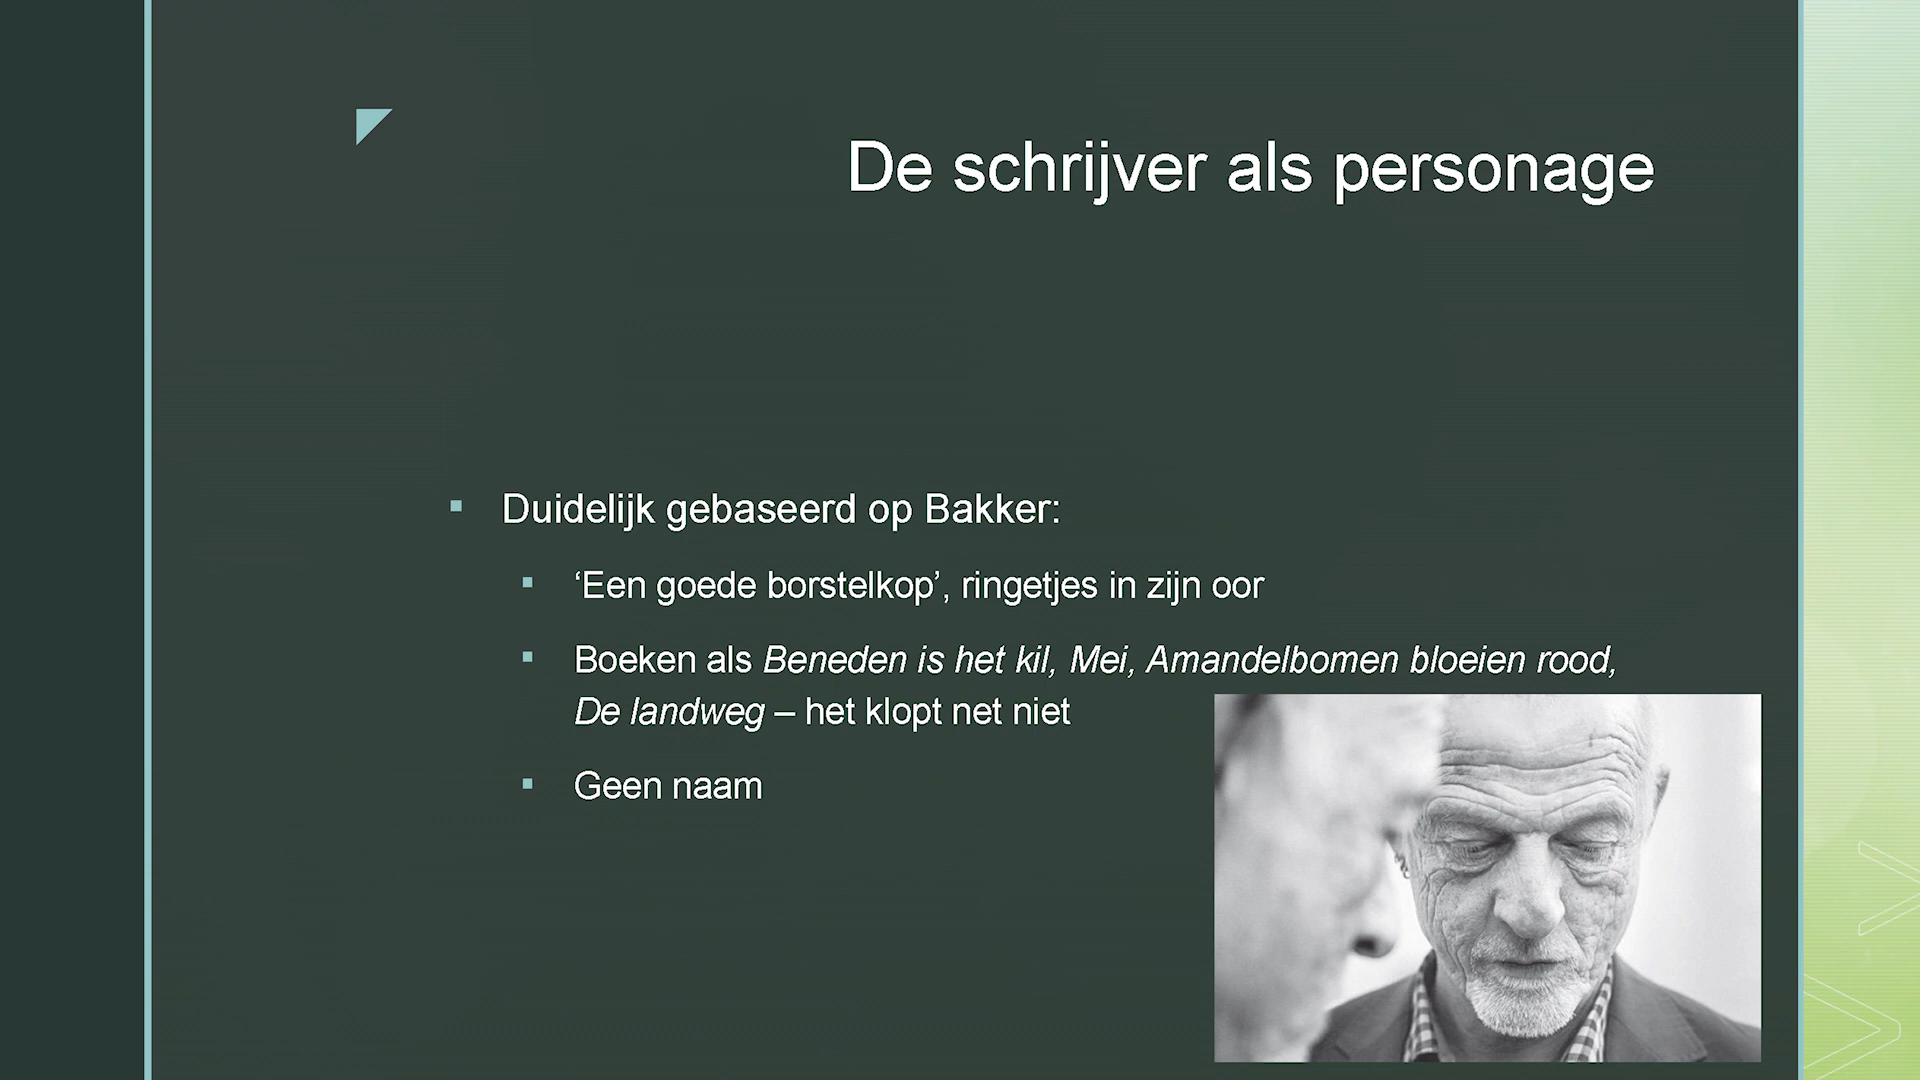 De schrijver als personage
Duidelijk gebaseerd op Bakker:
‘Een goede borstelkop’, ringetjes in zijn oor
Boeken als Beneden is het kil, Mei, Amandelbomen bloeien rood,
De landweg – het klopt net niet
Geen naam